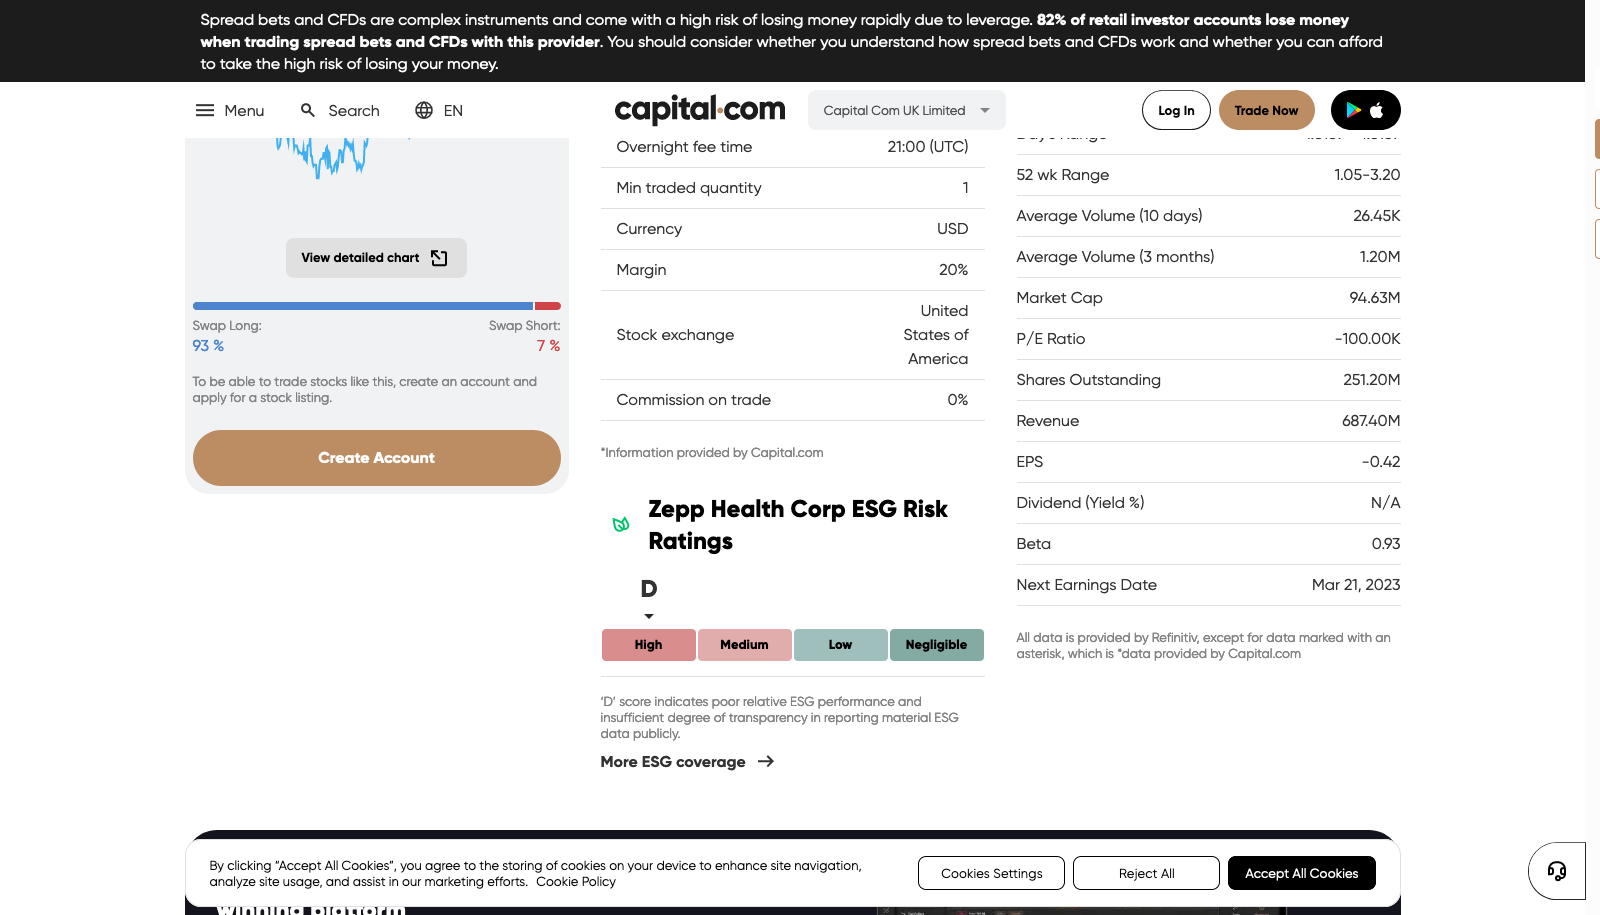 Spread bets and CFDs are complex instruments and come with a high risk of losing money rapidly due to leverage. 82% of retail investor accounts lose money
when trading spread bets and CFDs with this provider. You should consider whether you understand how spread bets and CFDs work and whether you can afford
to take the high risk of losing your money.
Menu
Search
EN
capital.com
Capital Com UK Limited
Log In
Trade Now
View detailed chart
Swap Long:
Swap Short:
93 %
7 %
To be able to trade stocks like this, create an account and
apply for a stock listing.
Create Account
Overnight fee time 21:00 (UTC)
Min traded quantity 1
Currency USD
Margin 20%
Stock exchange United
States of
America
Commission on trade 0%
*Information provided by Capital.com
Zepp Health Corp ESG Risk
Ratings
D
High
Medium
Low
Negligible
‘D’ score indicates poor relative ESG performance and
insufficient degree of transparency in reporting material ESG
data publicly.
More ESG coverage
52 wk Range 1.05-3.20
Average Volume (10 days) 26.45K
Average Volume (3 months) 1.20M
Market Cap 94.63M
P/E Ratio -100.00K
Shares Outstanding 251.20M
Revenue 687.40M
EPS -0.42
Dividend (Yield %) N/A
Beta 0.93
Next Earnings Date Mar 21, 2023
All data is provided by Refinitiv, except for data marked with an
asterisk, which is *data provided by Capital.com
By clicking “Accept All Cookies”, you agree to the storing of cookies on your device to enhance site navigation,
analyze site usage, and assist in our marketing efforts. Cookie Policy
Cookies Settings
Reject All
Accept All Cookies
winning platform